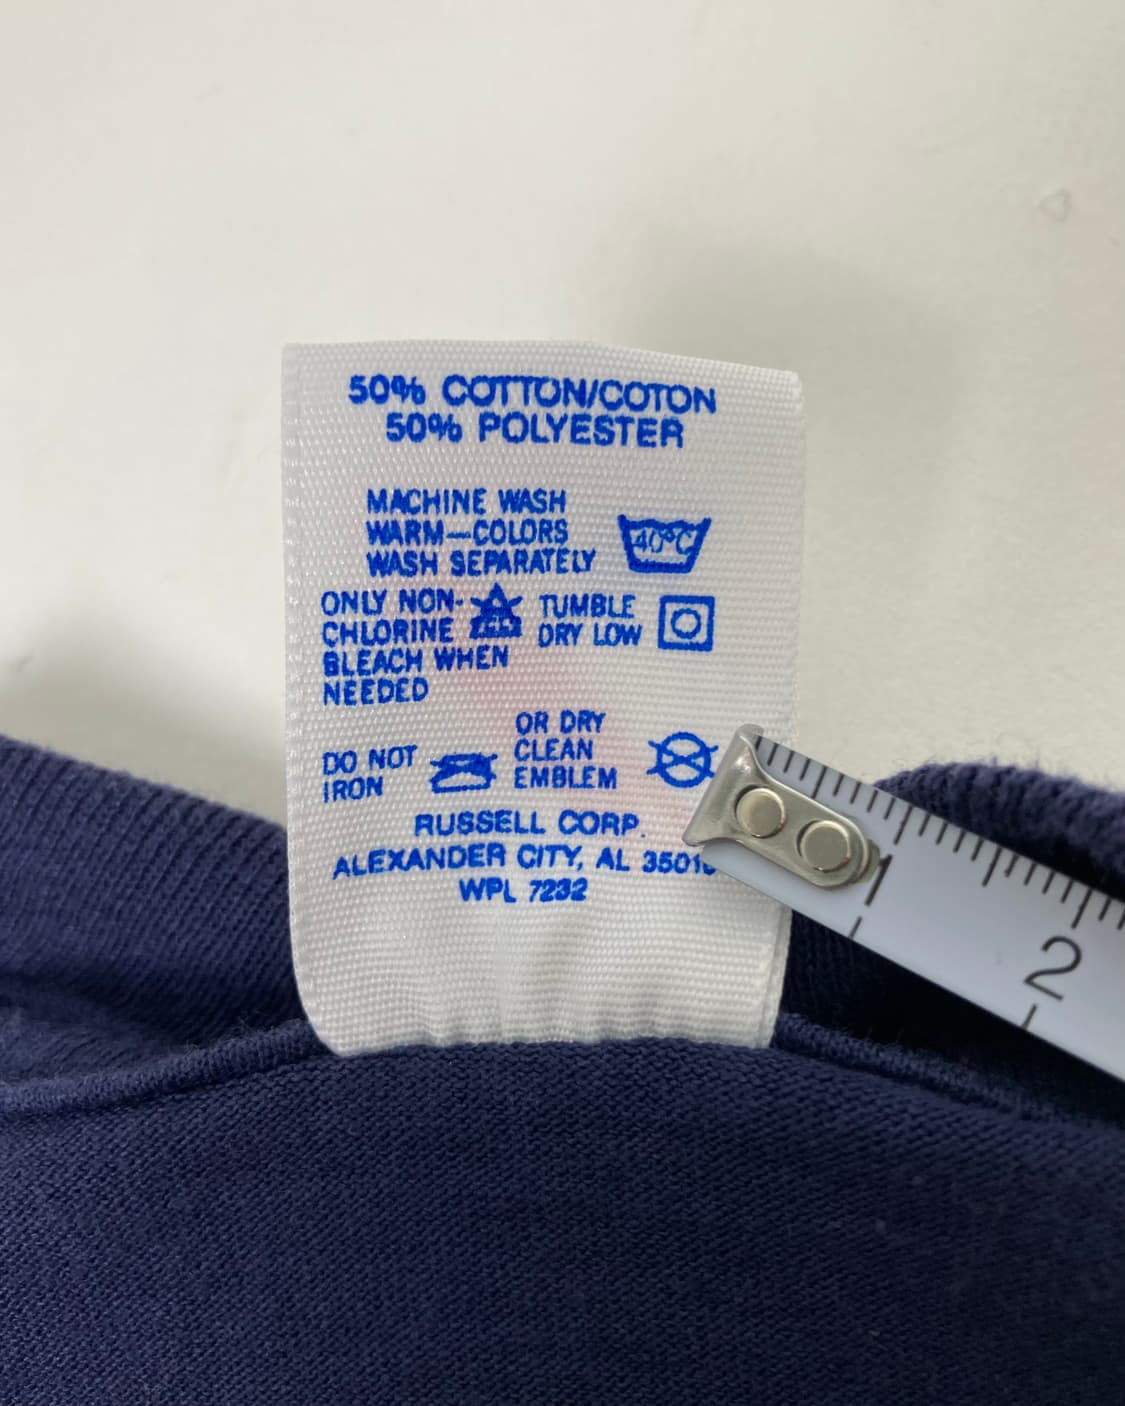 50% COTTON/COTON
50% POLYESTER
MACHINE WASH
WARM—COLORS
WASH SEPARATELY
40°C
ONLY NON-
CHLORINE
BLEACH WHEN
NEEDED
TUMBLE
DRY LOW
DO NOT
IRON
OR DRY
CLEAN
EMBLEM
RUSSELL CORP.
ALEXANDER CITY, AL
WPL 7232
1
2